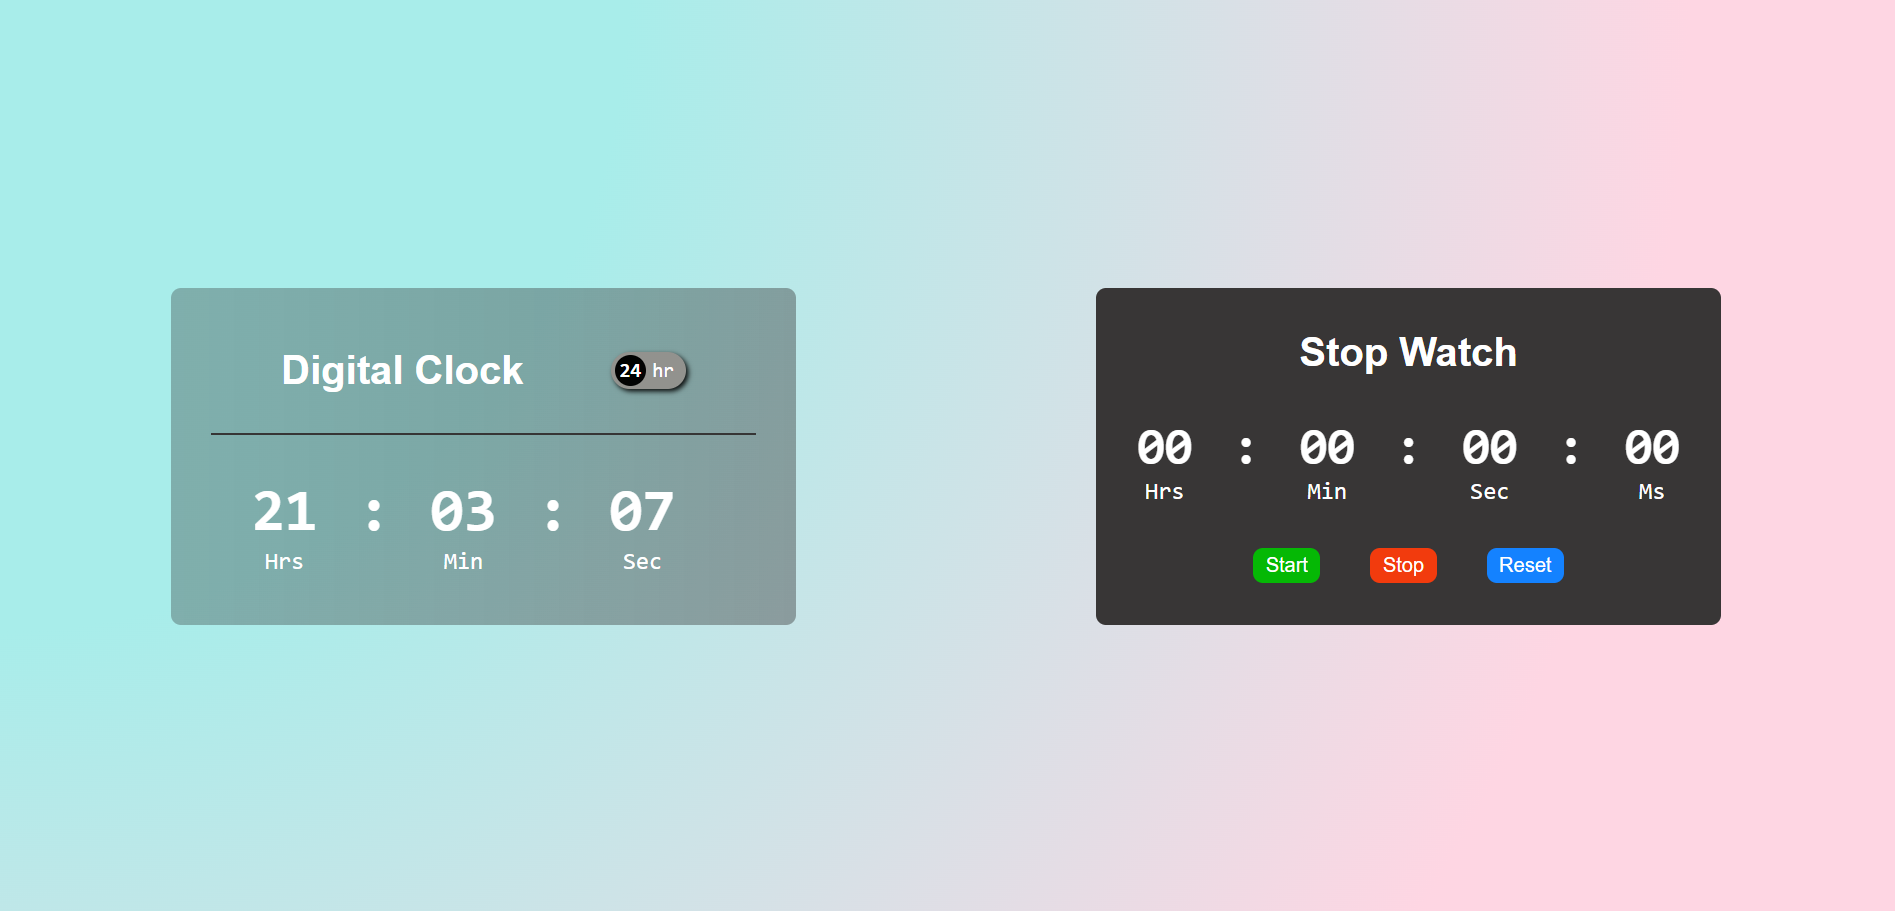 Digital Clock
24 hr
21 : 03 : 07
Hrs Min Sec
Stop Watch
00 : 00 : 00 : 00
Hrs Min Sec Ms
Start Stop Reset